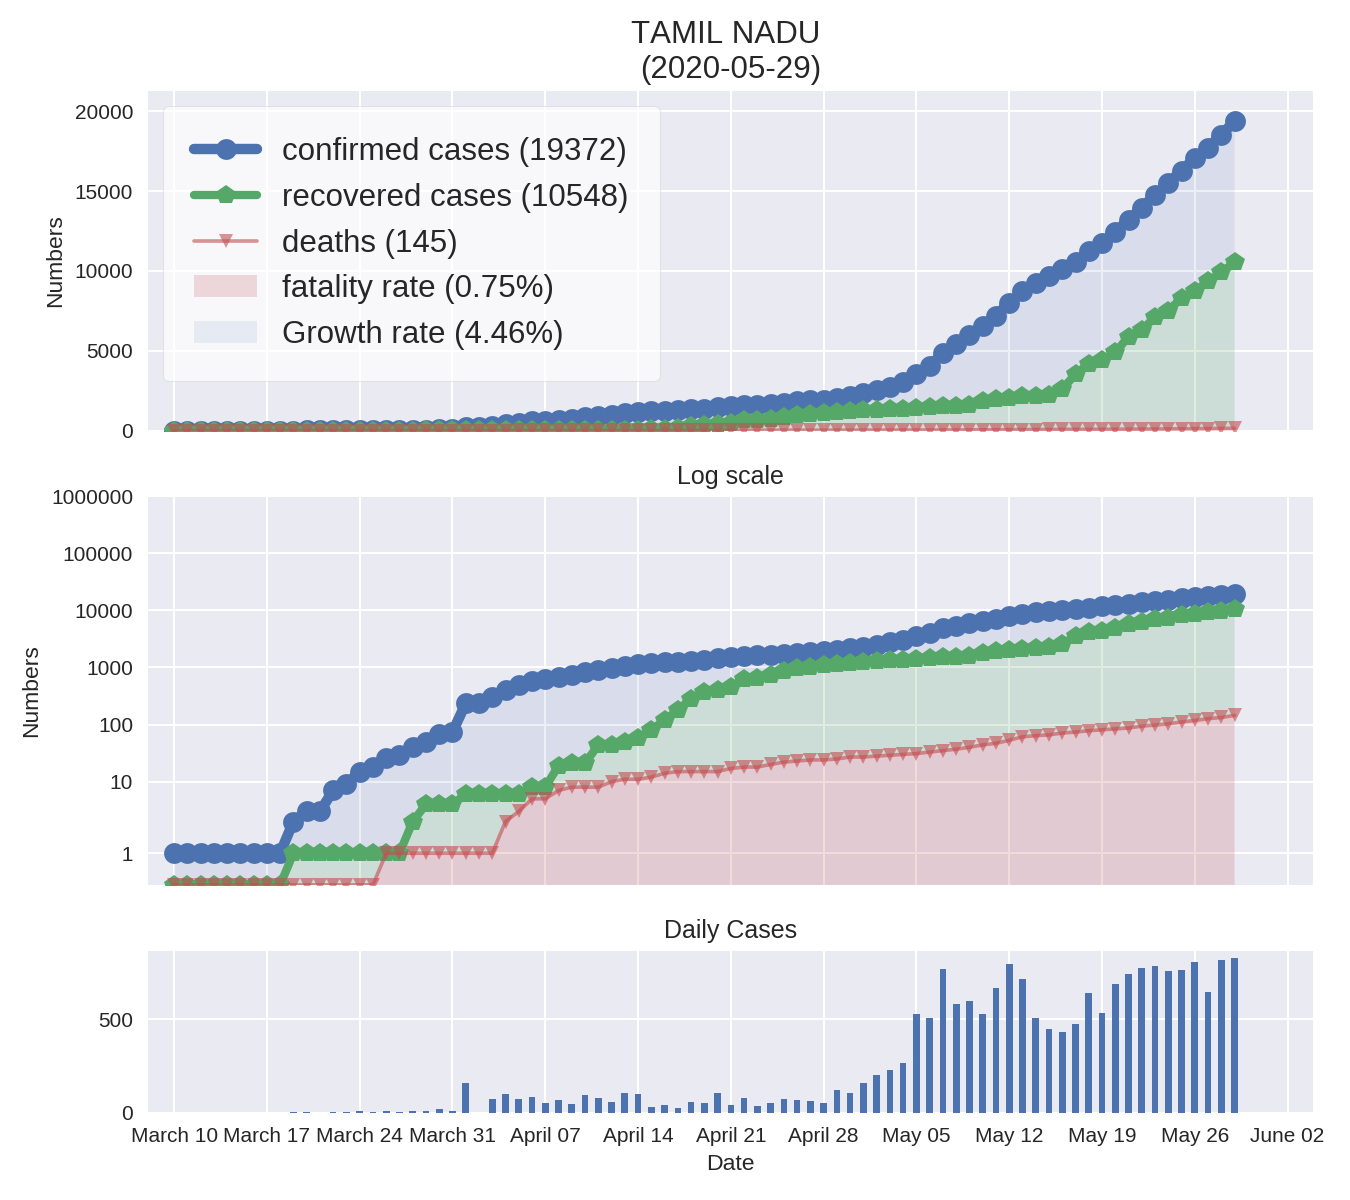 TAMIL NADU
(2020-05-29)
20000
15000
10000
5000
0
Numbers
confirmed cases (19372)
recovered cases (10548)
deaths (145)
fatality rate (0.75%)
Growth rate (4.46%)
Log scale
1000000
100000
10000
1000
100
10
1
Numbers
Daily Cases
500
0
March 10 March 17 March 24 March 31 April 07 April 14 April 21 April 28 May 05 May 12 May 19 May 26 June 02
Date